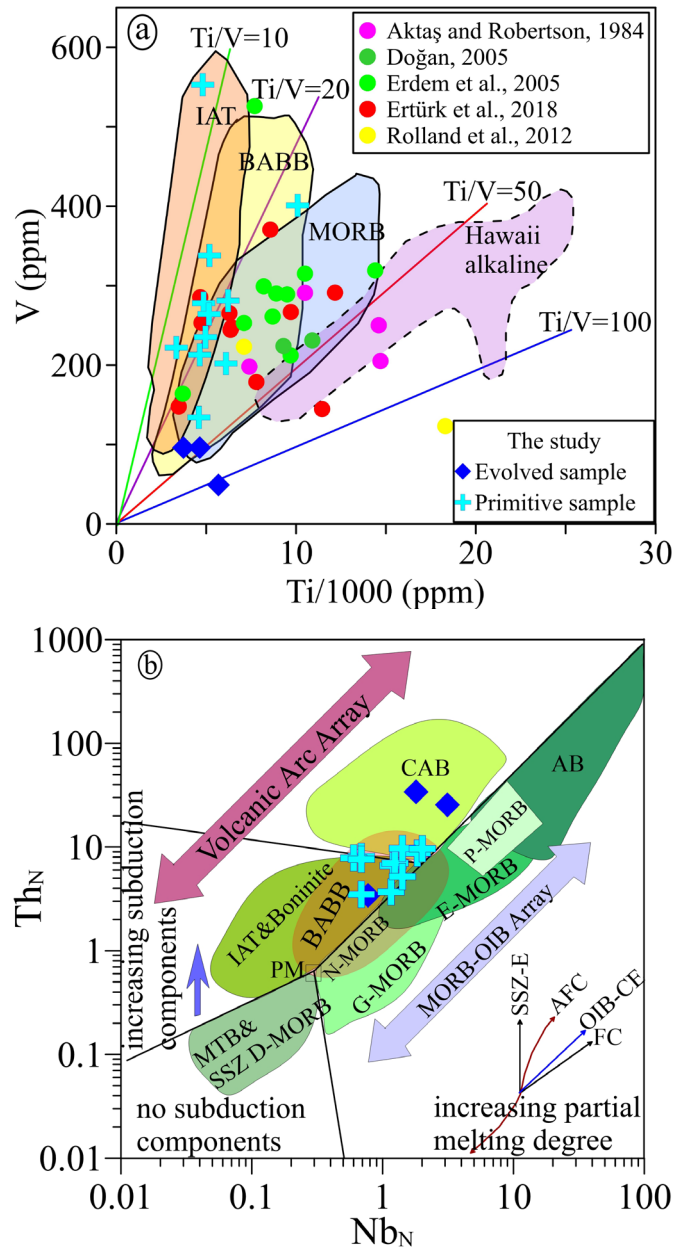 600
400
200
0
V (ppm)
a
Ti/V=10
Ti/V=20
IAT
BABB
MORB
Ti/V=50
Hawaii
alkaline
Ti/V=100
Aktaş and Robertson, 1984
Doğan, 2005
Erdem et al., 2005
Ertürk et al., 2018
Rolland et al., 2012
The study
Evolved sample
Primitive sample
0
10
20
30
Ti/1000 (ppm)
b
1000
100
10
1
0.1
0.01
ThN
Volcanic Arc Array
CAB
AB
P-MORB
E-MORB
IAT&Boninite
BABB
N-MORB
G-MORB
PM
MORB-OIB Array
increasing subduction
components
MTB&
SSZ D-MORB
no subduction
components
SSZ-E
AFC
OIB-CE
FC
increasing partial
melting degree
0.01
0.1
1
10
100
NbN